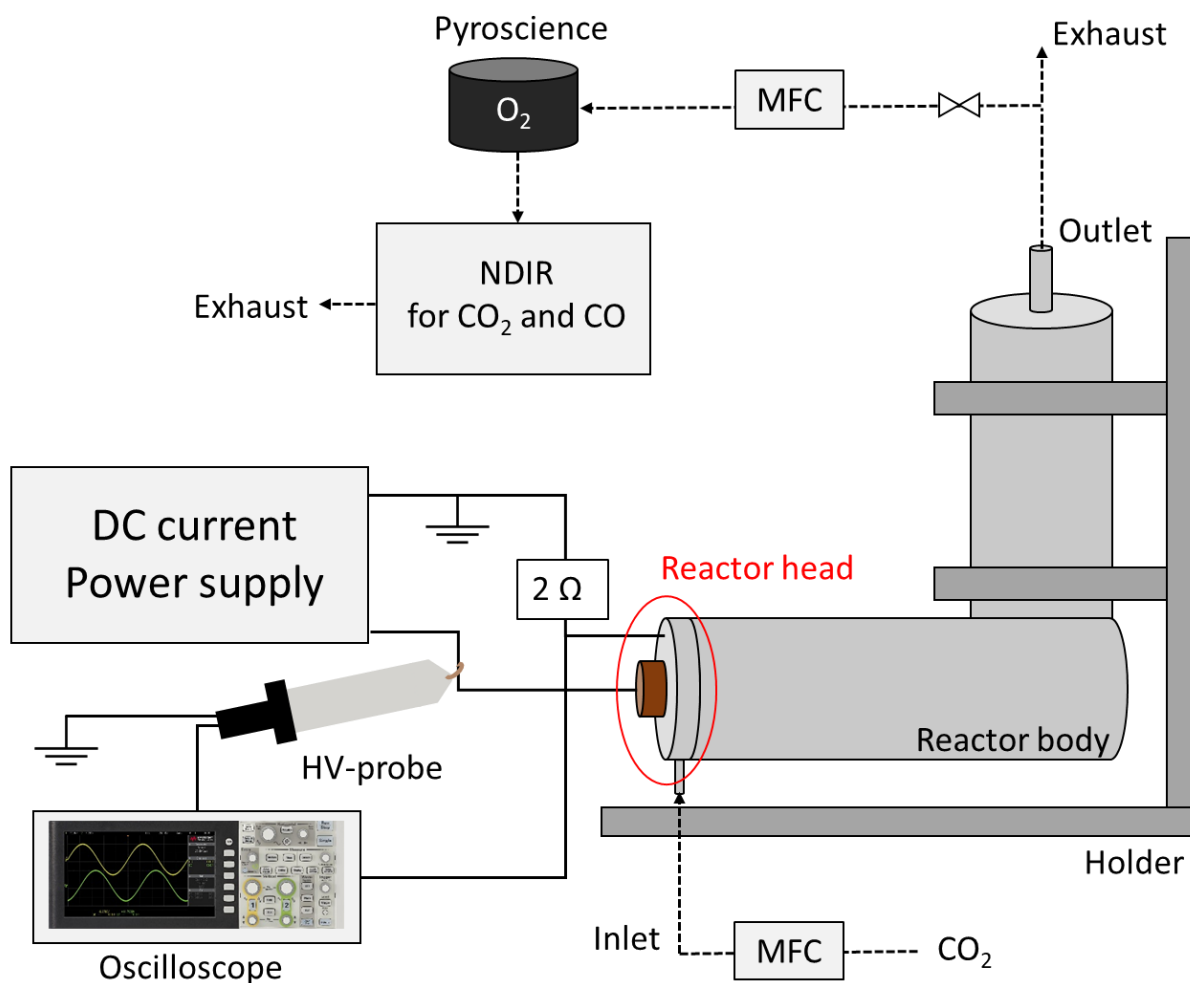 Pyroscience
O₂
MFC
Exhaust
Outlet
NDIR
for CO₂ and CO
Exhaust
DC current
Power supply
2 Ω
Reactor head
Reactor body
HV-probe
Holder
Inlet
MFC
CO₂
Oscilloscope